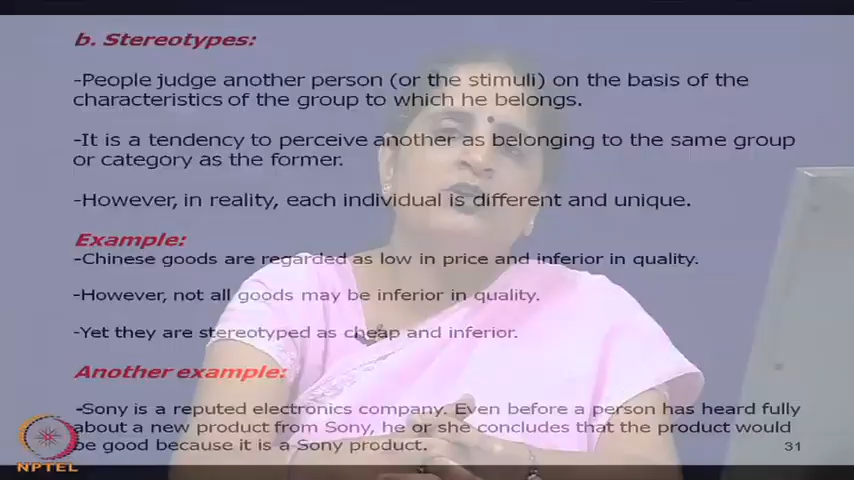 b. Stereotypes:
-People judge another person (or the stimuli) on the basis of the
characteristics of the group to which he belongs.
-It is a tendency to perceive another as belonging to the same group
or category as the former.
-However, in reality, each individual is different and unique.
Example:
-Chinese goods are regarded as low in price and inferior in quality.
-However, not all goods may be inferior in quality.
-Yet they are stereotyped as cheap and inferior.
Another example:
-Sony is a reputed electronics company. Even before a person has heard fully
about a new product from Sony, he or she concludes that the product would
be good because it is a Sony product.
31
NPTEL